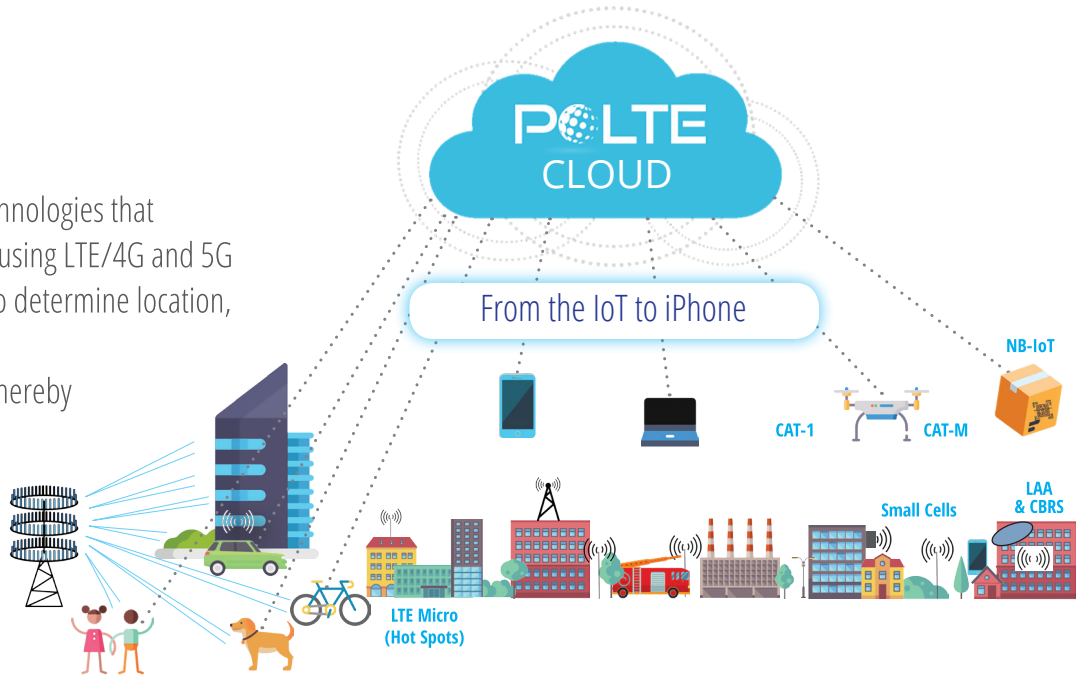 POLTE
CLOUD
hnologies that
using LTE/4G and 5G
o determine location,
hereby
From the IoT to iPhone
NB-IoT
CAT-1
CAT-M
LAA
& CBRS
Small Cells
LTE Micro
(Hot Spots)